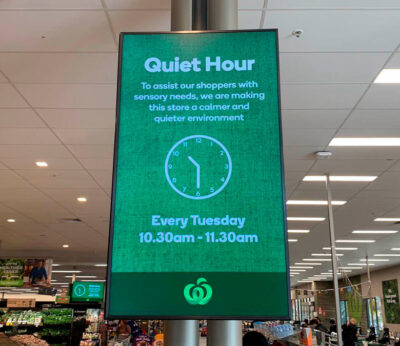 Quiet Hour
To assist our shoppers with
sensory needs, we are making
this store a calmer and
quieter environment
Every Tuesday
10.30am - 11.30am